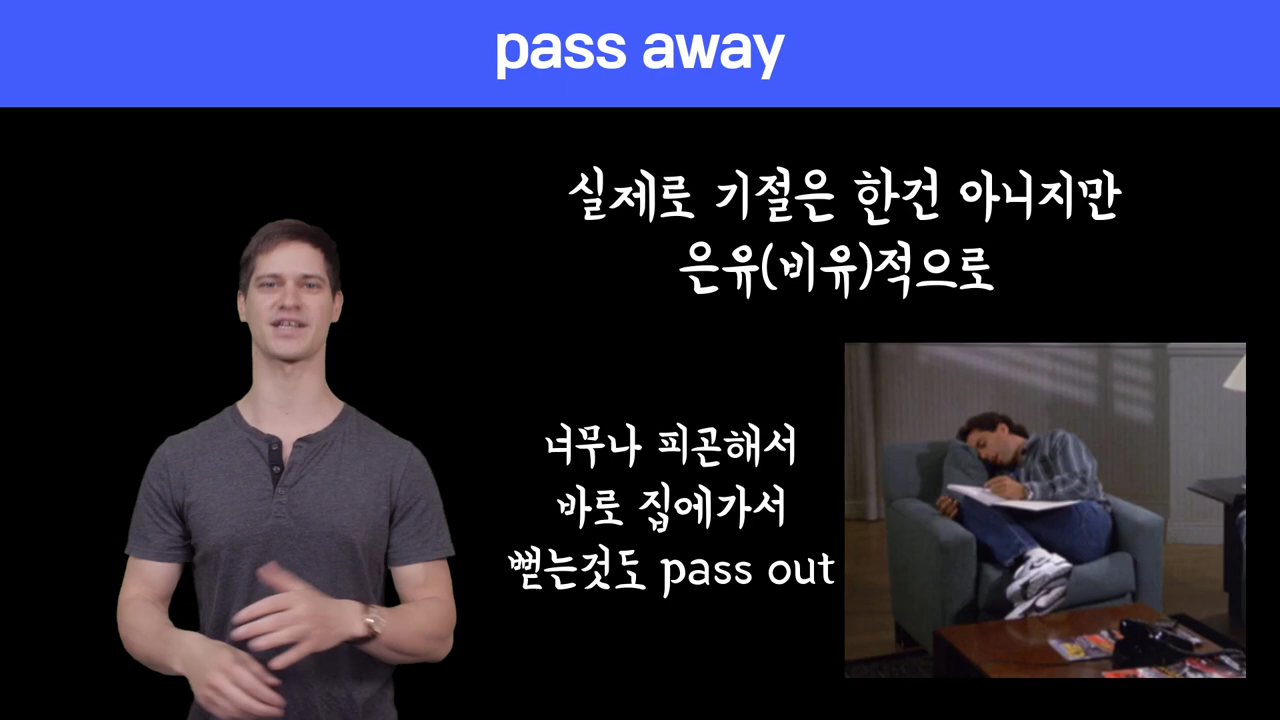 pass away
실제로 기절은 한건 아니지만
은유(비유)적으로
너무나 피곤해서
바로 집에가서
뻗는것도 pass out